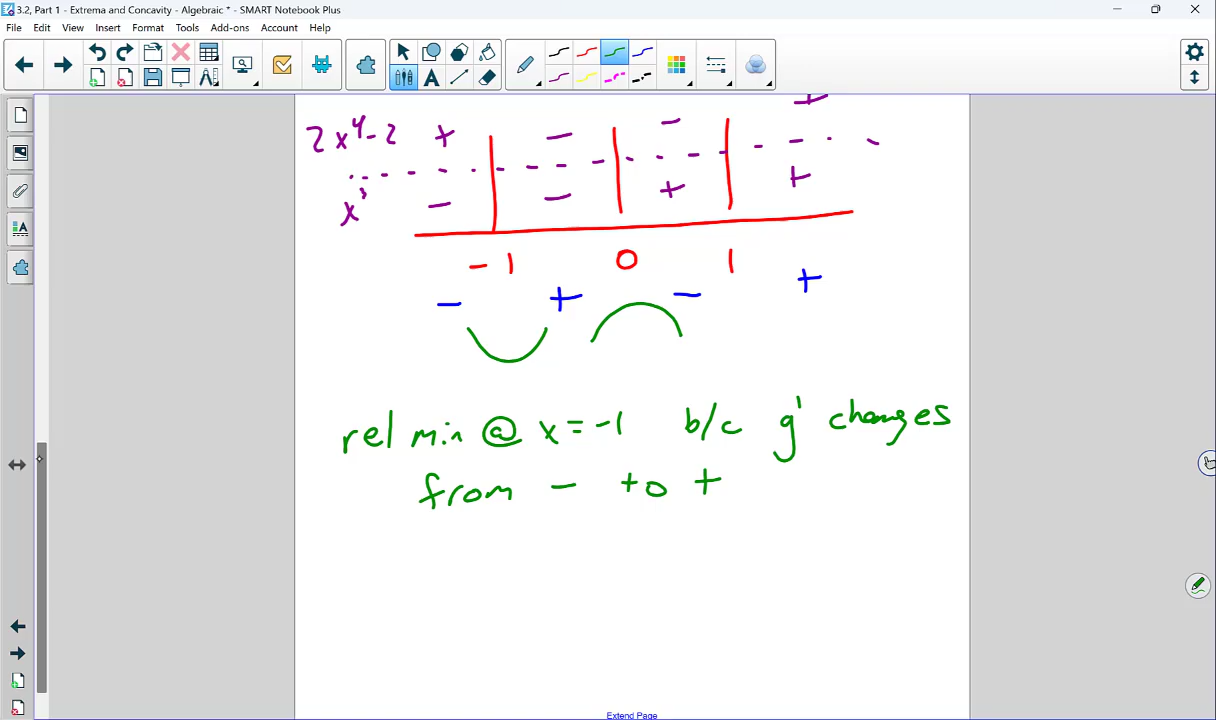 3.2, Part 1 - Extrema and Concavity - Algebraic * - SMART Notebook Plus
File Edit View Insert Format Tools Add-ons Account Help
+
2x⁴-2 + - - -
x³ - - + +
-1 0 1
- + - +
rel min @ x = -1 b/c g' changes
from - to +
Extend Page